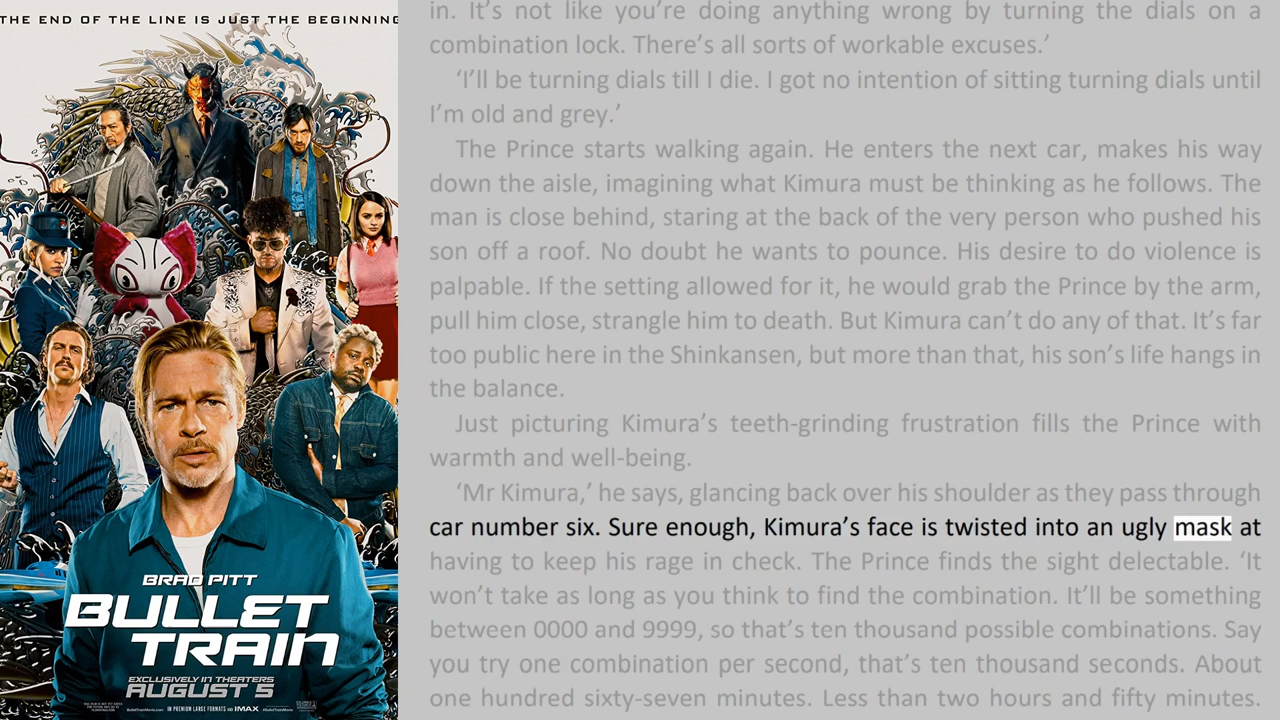 THE END OF THE LINE IS JUST THE BEGINNING
BRAD PITT
BULLET
TRAIN
EXCLUSIVELY IN THEATERS
AUGUST 5
BulletTrainMovie.com
IN PREMIUM LARGE FORMATS AND IMAX
#BulletTrainMovie
in. It’s not like you’re doing anything wrong by turning the dials on a
combination lock. There’s all sorts of workable excuses.’
‘I’ll be turning dials till I die. I got no intention of sitting turning dials until
I’m old and grey.’
The Prince starts walking again. He enters the next car, makes his way
down the aisle, imagining what Kimura must be thinking as he follows. The
man is close behind, staring at the back of the very person who pushed his
son off a roof. No doubt he wants to pounce. His desire to do violence is
palpable. If the setting allowed for it, he would grab the Prince by the arm,
pull him close, strangle him to death. But Kimura can’t do any of that. It’s far
too public here in the Shinkansen, but more than that, his son’s life hangs in
the balance.
Just picturing Kimura’s teeth-grinding frustration fills the Prince with
warmth and well-being.
‘Mr Kimura,’ he says, glancing back over his shoulder as they pass through
car number six. Sure enough, Kimura’s face is twisted into an ugly mask at
having to keep his rage in check. The Prince finds the sight delectable. ‘It
won’t take as long as you think to find the combination. It’ll be something
between 0000 and 9999, so that’s ten thousand possible combinations. Say
you try one combination per second, that’s ten thousand seconds. About
one hundred sixty-seven minutes. Less than two hours and fifty minutes.